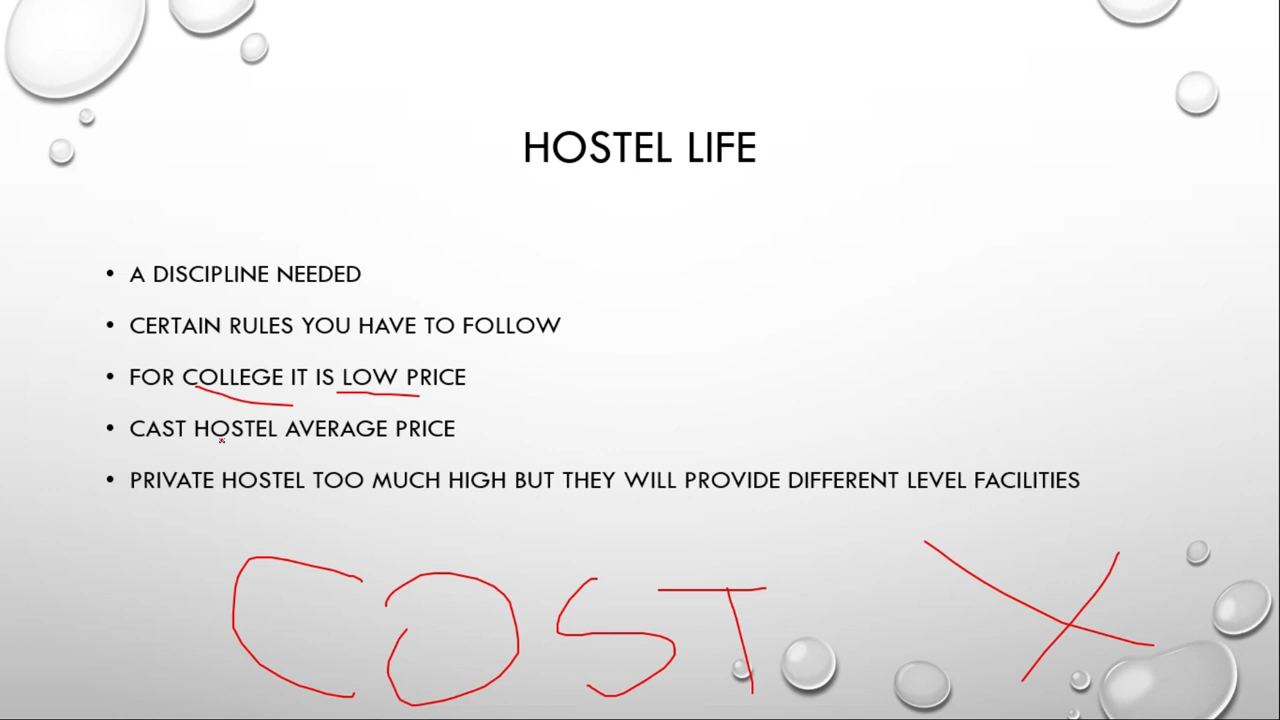 HOSTEL LIFE
• A DISCIPLINE NEEDED
• CERTAIN RULES YOU HAVE TO FOLLOW
• FOR COLLEGE IT IS LOW PRICE
• CAST HOSTEL AVERAGE PRICE
• PRIVATE HOSTEL TOO MUCH HIGH BUT THEY WILL PROVIDE DIFFERENT LEVEL FACILITIES
COST X